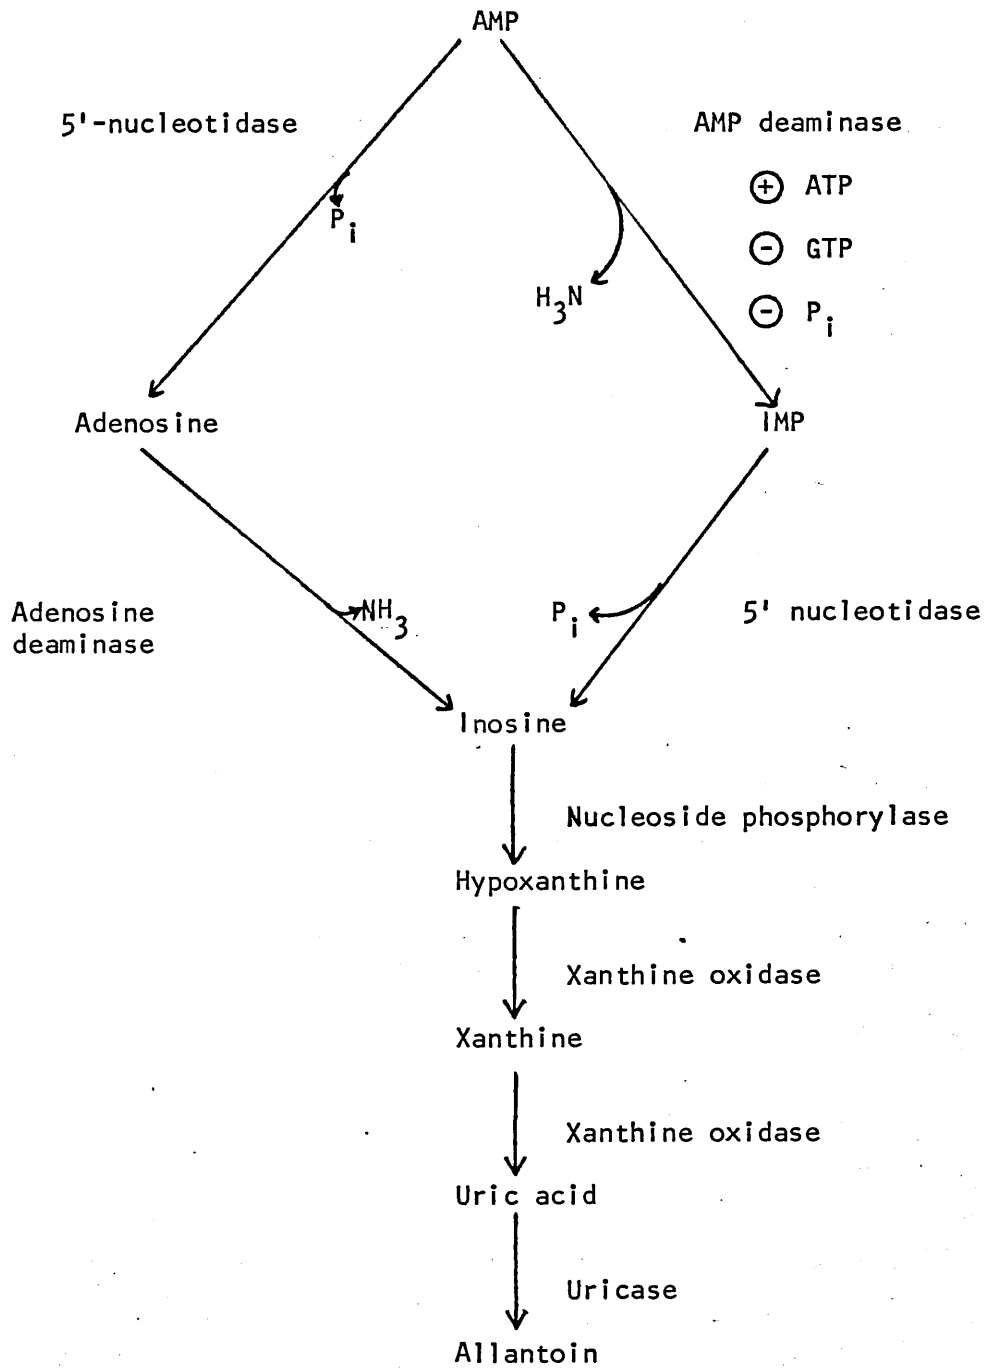 AMP
5'-nucleotidase
AMP deaminase
⊕ ATP
Pi
⊖ GTP
H3N
⊖ Pi
Adenosine
IMP
Adenosine
deaminase
NH3
Pi
5' nucleotidase
Inosine
Nucleoside phosphorylase
Hypoxanthine
Xanthine oxidase
Xanthine
Xanthine oxidase
Uric acid
Uricase
Allantoin